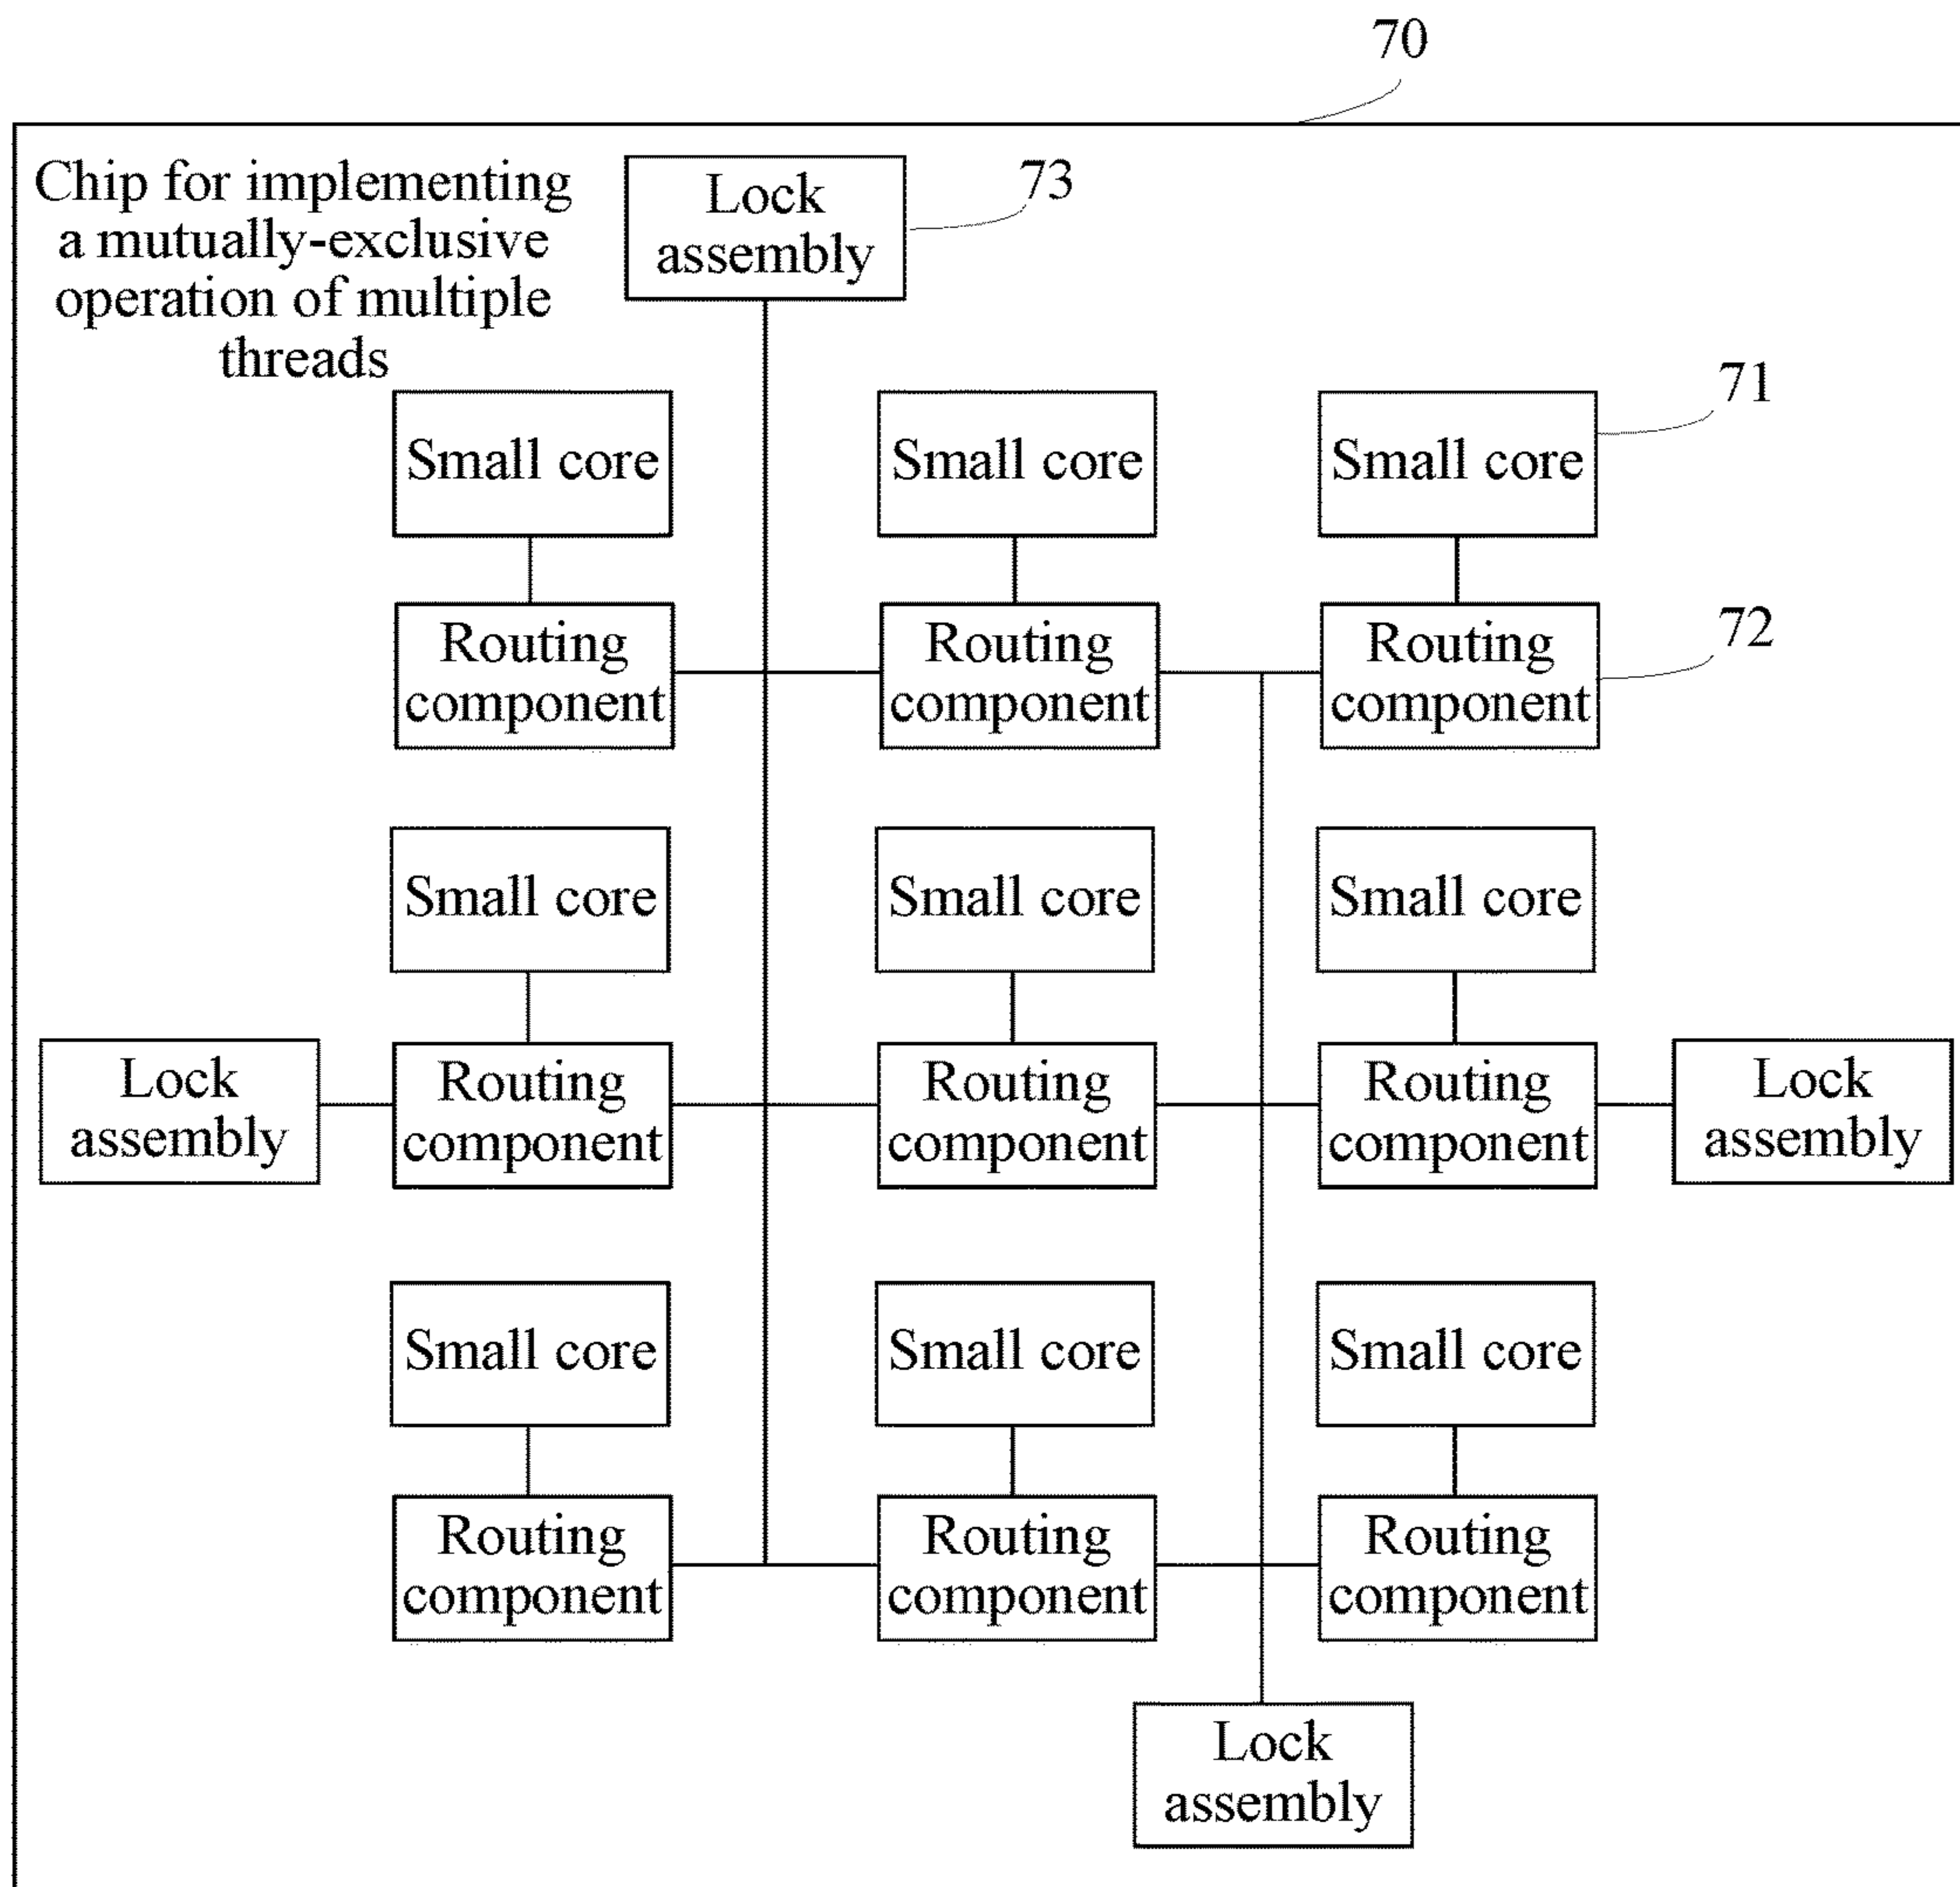 70
Chip for implementing
a mutually-exclusive
operation of multiple
threads
Lock
assembly
73
Small core
Small core
Small core
71
Routing
component
Routing
component
Routing
component
72
Small core
Small core
Small core
Lock
assembly
Routing
component
Routing
component
Routing
component
Lock
assembly
Small core
Small core
Small core
Routing
component
Routing
component
Routing
component
Lock
assembly